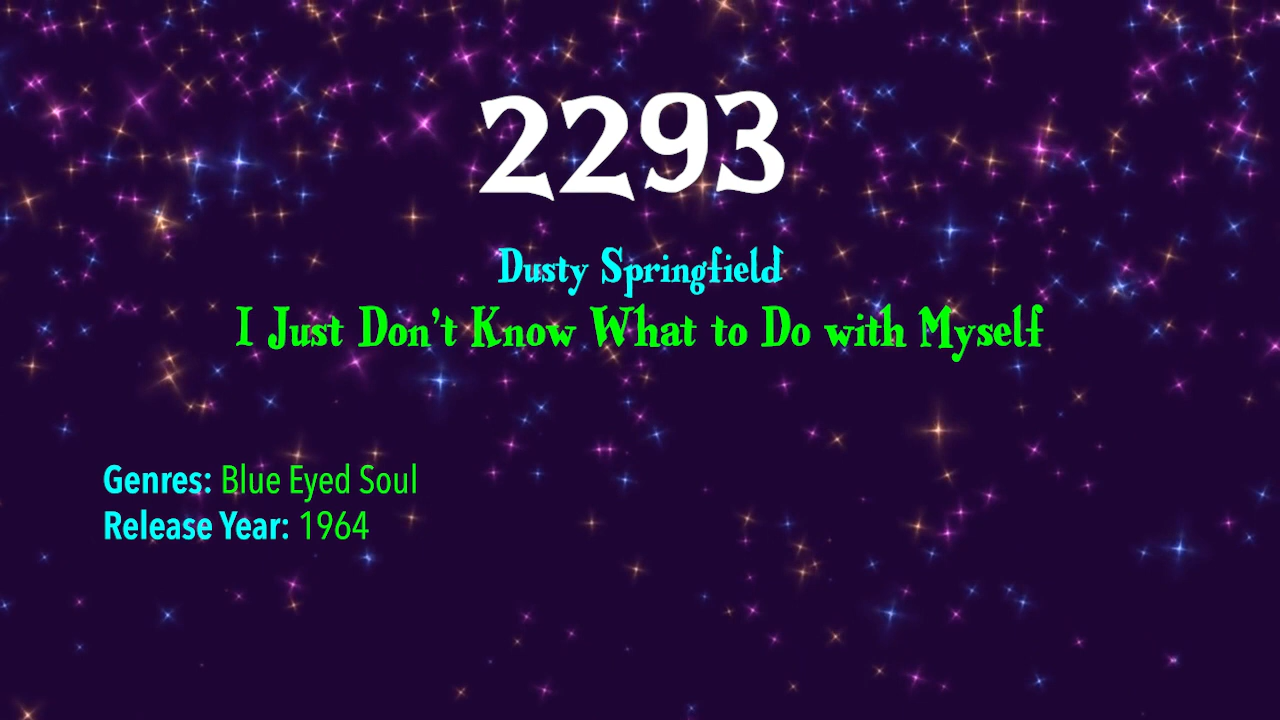 2293
Dusty Springfield
I Just Don't Know What to Do with Myself
Genres: Blue Eyed Soul
Release Year: 1964